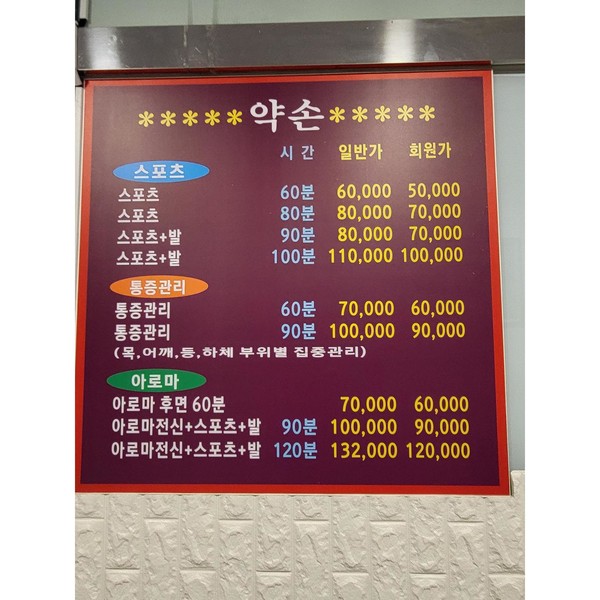 *****약손*****
시간 일반가 회원가
스포츠
스포츠 60분 60,000 50,000
스포츠 80분 80,000 70,000
스포츠+발 90분 80,000 70,000
스포츠+발 100분 110,000 100,000
통증관리
통증관리 60분 70,000 60,000
통증관리 90분 100,000 90,000
(목,어깨,등,하체 부위별 집중관리)
아로마
아로마 후면 60분 70,000 60,000
아로마전신+스포츠+발 90분 100,000 90,000
아로마전신+스포츠+발 120분 132,000 120,000